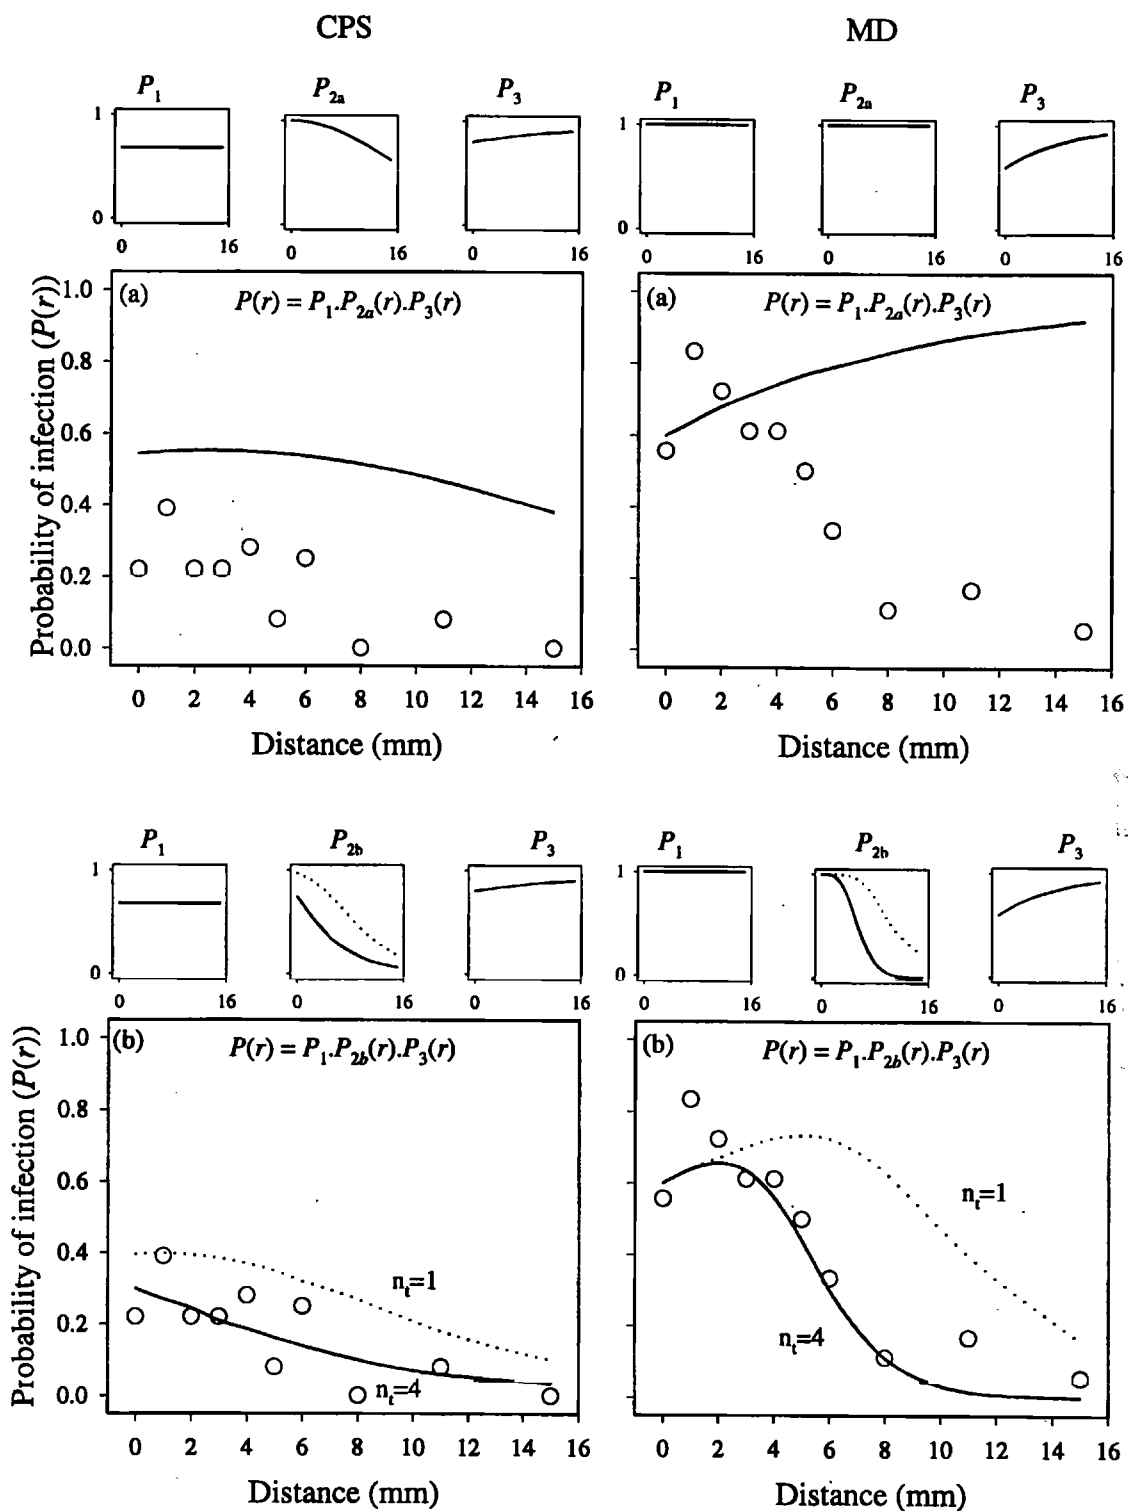 CPS MD
P1 P2a P3 P1 P2a P3
1 1
0 0
0 16 0 16 0 16 0 16 0 16 0 16
(a) P(r) = P1.P2a(r).P3(r) (a) P(r) = P1.P2a(r).P3(r)
Probability of infection (P(r))
1.0
0.8
0.6
0.4
0.2
0.0
0 2 4 6 8 10 12 14 16 0 2 4 6 8 10 12 14 16
Distance (mm) Distance (mm)
P1 P2b P3 P1 P2b P3
1 1
0 0
0 16 0 16 0 16 0 16 0 16 0 16
(b) P(r) = P1.P2b(r).P3(r) (b) P(r) = P1.P2b(r).P3(r)
Probability of infection (P(r))
1.0
0.8
0.6
0.4
0.2
0.0
nt=1 nt=1
nt=4 nt=4
0 2 4 6 8 10 12 14 16 0 2 4 6 8 10 12 14 16
Distance (mm) Distance (mm)